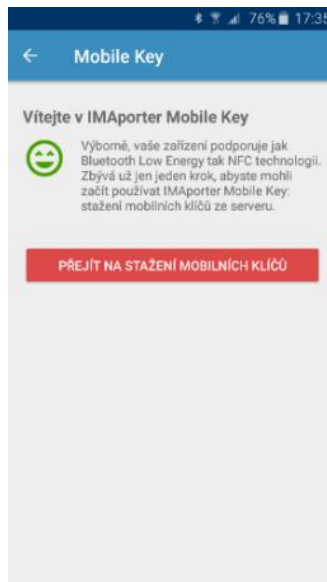 76% 17:35
Mobile Key
Vítejte v IMAporter Mobile Key
Výborné, vaše zařízení podporuje jak
Bluetooth Low Energy tak NFC technologii.
Zbývá už jen jeden krok, abyste mohli
začít používat IMAporter Mobile Key:
stažení mobilních klíčů ze serveru.
PŘEJÍT NA STAŽENÍ MOBILNÍCH KLÍČŮ